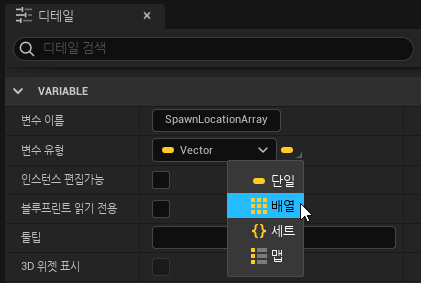 디테일
디테일 검색
VARIABLE
변수 이름
SpawnLocationArray
변수 유형
Vector
단일
배열
세트
맵
인스턴스 편집가능
블루프린트 읽기 전용
툴팁
3D 위젯 표시